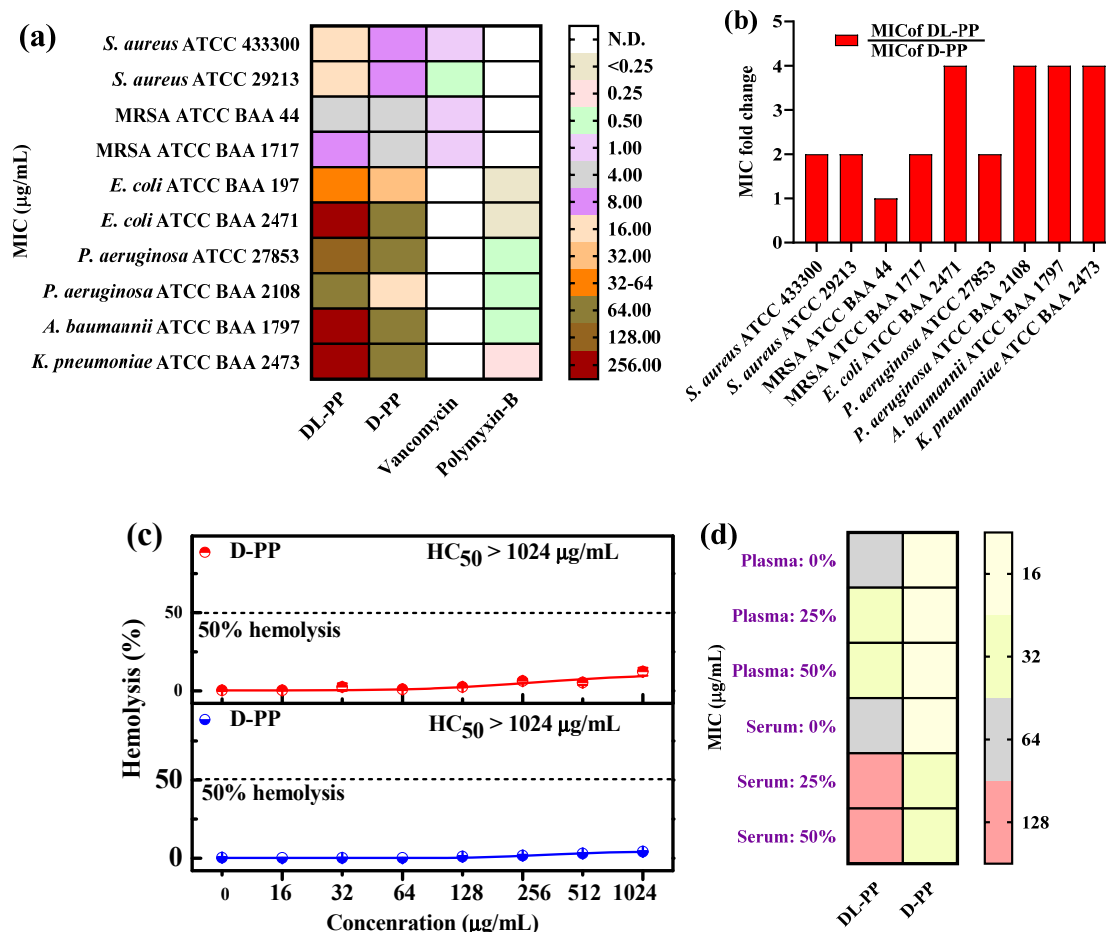 (a)
MIC (µg/mL)
S. aureus ATCC 433300
S. aureus ATCC 29213
MRSA ATCC BAA 44
MRSA ATCC BAA 1717
E. coli ATCC BAA 197
E. coli ATCC BAA 2471
P. aeruginosa ATCC 27853
P. aeruginosa ATCC BAA 2108
A. baumannii ATCC BAA 1797
K. pneumoniae ATCC BAA 2473
DL-PP
D-PP
Vancomycin
Polymyxin-B
N.D.
<0.25
0.25
0.50
1.00
4.00
8.00
16.00
32.00
32-64
64.00
128.00
256.00
(b)
MIC fold change
5
4
3
2
1
0
MICof DL-PP
MICof D-PP
S. aureus ATCC 433300
S. aureus ATCC 29213
MRSA ATCC BAA 44
MRSA ATCC BAA 1717
E. coli ATCC BAA 2471
P. aeruginosa ATCC 27853
P. aeruginosa ATCC BAA 2108
A. baumannii ATCC BAA 1797
K. pneumoniae ATCC BAA 2473
(c)
Hemolysis (%)
D-PP
HC50 > 1024 µg/mL
50
50% hemolysis
0
D-PP
HC50 > 1024 µg/mL
50
50% hemolysis
0
0
16
32
64
128
256
512
1024
Concenration (µg/mL)
(d)
MIC (µg/mL)
Plasma: 0%
Plasma: 25%
Plasma: 50%
Serum: 0%
Serum: 25%
Serum: 50%
DL-PP
D-PP
16
32
64
128